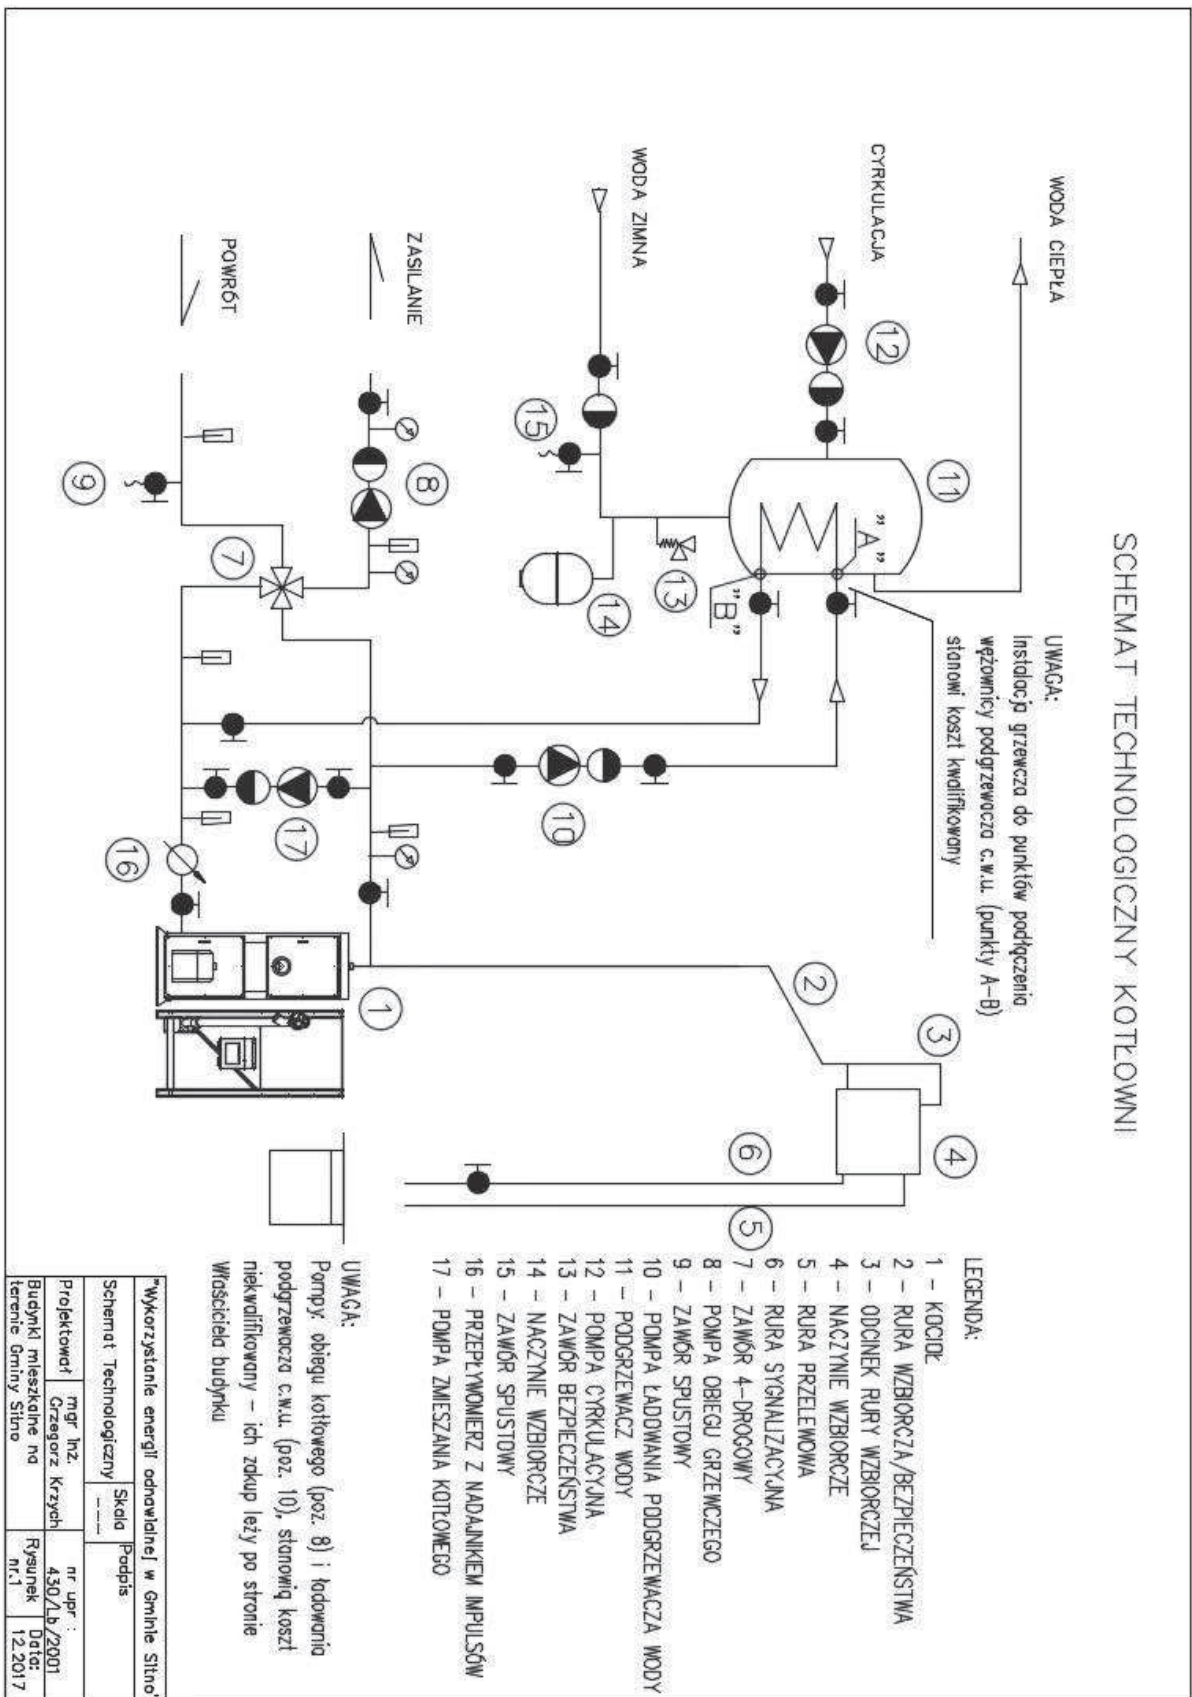 SCHEMAT TECHNOLOGICZNY KOTŁOWNI
WODA CIEPŁA
CYRKULACJA
WODA ZIMNA
ZASILANIE
POWRÓT
UWAGA:
Instalacja grzewcza do punktów podłączenia
wężownicy podgrzewacza c.w.u. (punkty A-B)
stanowi koszt kwalifikowany
12
11
"A"
"B"
13
14
15
8
9
7
10
17
16
1
2
3
4
6
5
LEGENDA:
1 - KOCIOŁ
2 - RURA WZBIORCZA/BEZPIECZEŃSTWA
3 - ODCINEK RURY WZBIORCZEJ
4 - NACZYNIE WZBIORCZE
5 - RURA PRZELEWOWA
6 - RURA SYGNALIZACYJNA
7 - ZAWÓR 4-DROGOWY
8 - POMPA OBIEGU GRZEWCZEGO
9 - ZAWÓR SPUSTOWY
10 - POMPA ŁADOWANIA PODGRZEWACZA WODY
11 - PODGRZEWACZ WODY
12 - POMPA CYRKULACYJNA
13 - ZAWÓR BEZPIECZEŃSTWA
14 - NACZYNIE WZBIORCZE
15 - ZAWÓR SPUSTOWY
16 - PRZEPŁYWOMIERZ Z NADAJNIKIEM IMPULSÓW
17 - POMPA ZMIESZANIA KOTŁOWEGO
UWAGA:
Pompy: obiegu kotłowego (poz. 8) i ładowania
podgrzewacza c.w.u. (poz. 10), stanowią koszt
niekwalifikowany - ich zakup leży po stronie
Właściciela budynku
"Wykorzystanie energii odnawialnej w Gminie Sitno"
Schemat Technologiczny
Skala
----
Podpis
Projektował
mgr inż.
Grzegorz Krzych
nr upr :
430/Lb/2001
Budynki mieszkalne na
terenie Gminy Sitno
Rysunek
nr.1
Data:
12.2017